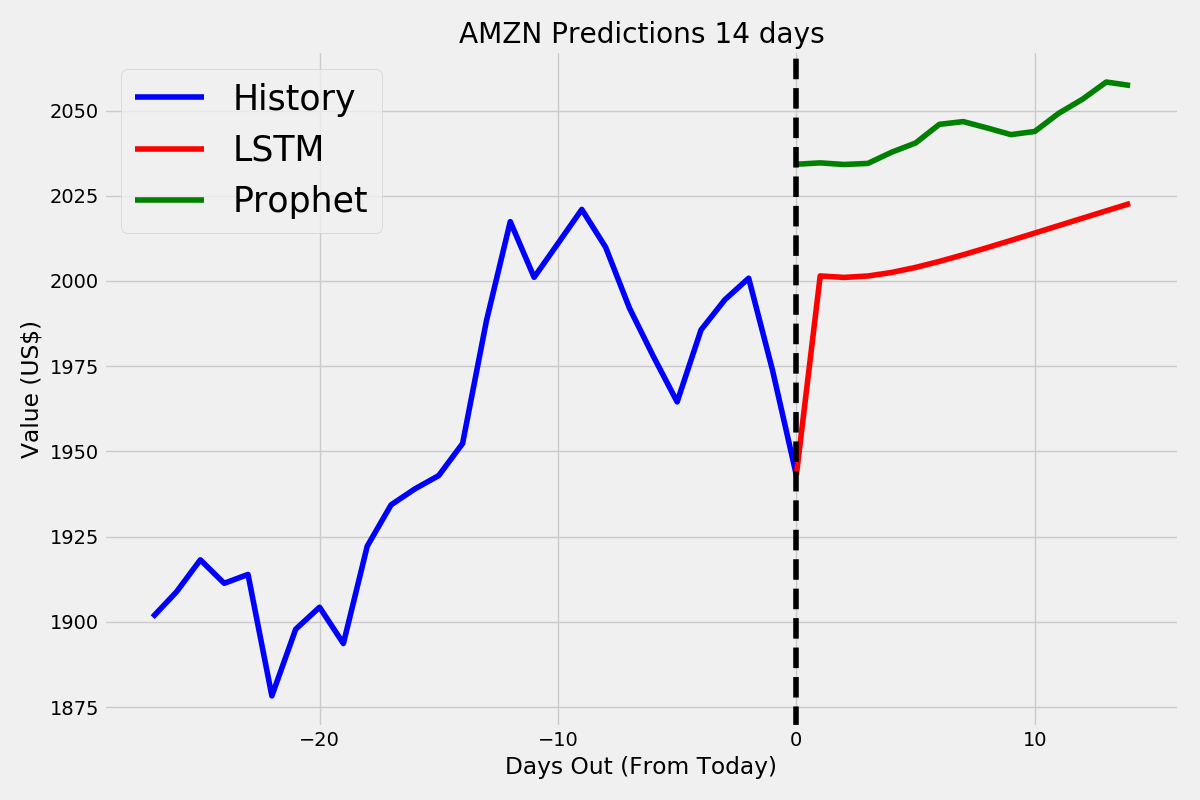 AMZN Predictions 14 days
History
LSTM
Prophet
2050
2025
2000
1975
1950
1925
1900
1875
Value (US$)
−20
−10
0
10
Days Out (From Today)